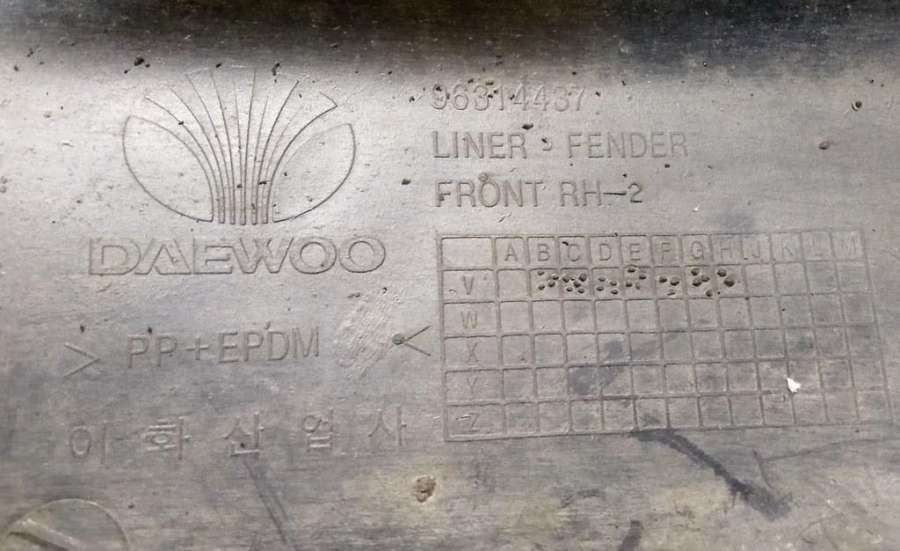 96314437
LINER - FENDER
FRONT RH-2
DAEWOO
A B C D E F G H J K L M
V
W
X
Y
Z
> PP+EPDM <
이화산업사